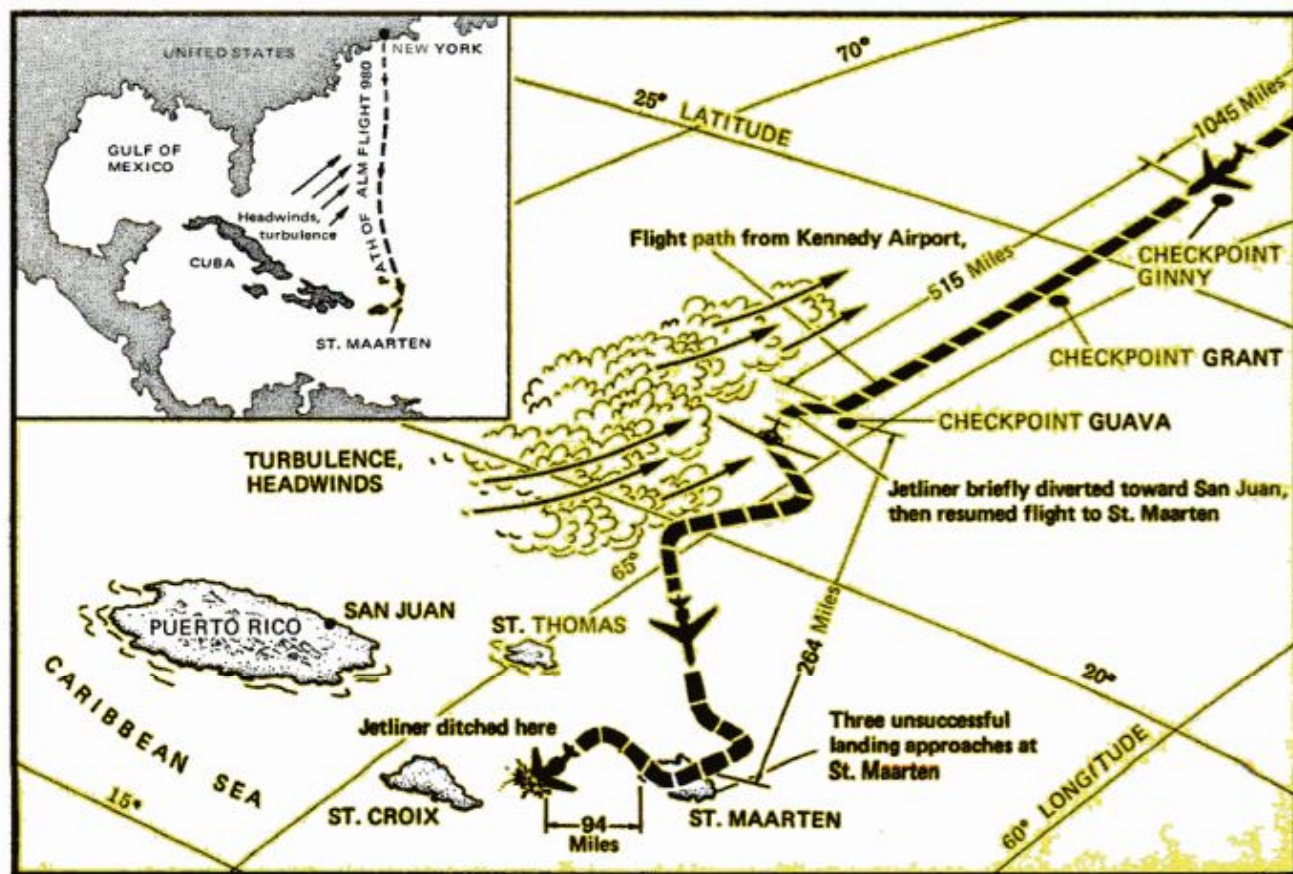 UNITED STATES
NEW YORK
GULF OF
MEXICO
Headwinds,
turbulence
CUBA
PATH OF ALM FLIGHT 980
ST. MAARTEN
70°
25° LATITUDE
1045 Miles
Flight path from Kennedy Airport,
515 Miles
CHECKPOINT
GINNY
CHECKPOINT GRANT
CHECKPOINT GUAVA
TURBULENCE,
HEADWINDS
Jetliner briefly diverted toward San Juan,
then resumed flight to St. Maarten
65°
264 Miles
SAN JUAN
PUERTO RICO
ST. THOMAS
20°
CARIBBEAN SEA
Jetliner ditched here
Three unsuccessful
landing approaches at
St. Maarten
15°
ST. CROIX
94
Miles
ST. MAARTEN
60° LONGITUDE